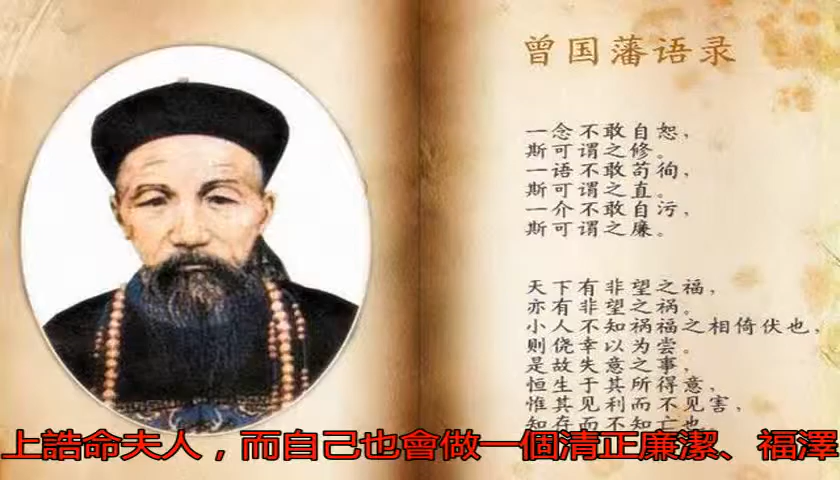 曾国藩语录
一念不敢自恕，
斯可谓之修。
一语不敢苟徇，
斯可谓之直。
一介不敢自污，
斯可谓之廉。
天下有非望之福，
亦有非望之祸。
小人不知祸福之相倚伏也，
则侥幸以为尝。
是故失意之事，
恒生于其所得意，
惟其见利而不见害，
知存而不知亡也
上誥命夫人，而自己也會做一個清正廉潔、福澤